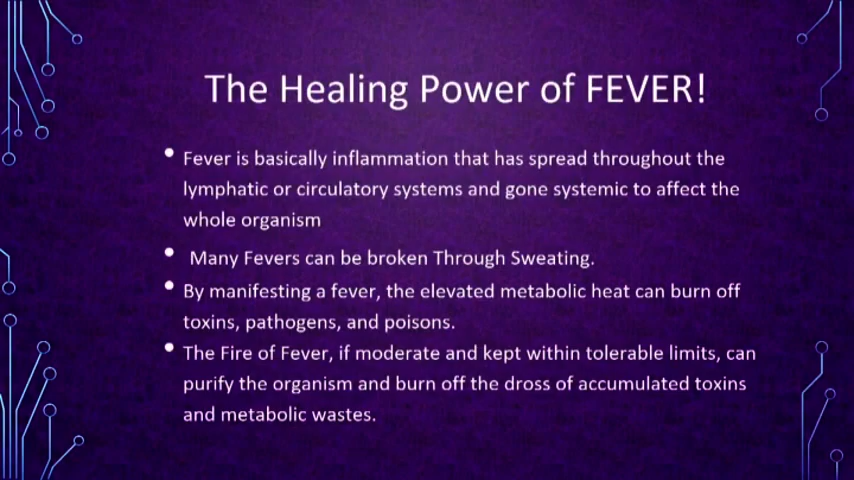 The Healing Power of FEVER!
• Fever is basically inflammation that has spread throughout the
lymphatic or circulatory systems and gone systemic to affect the
whole organism
• Many Fevers can be broken Through Sweating.
• By manifesting a fever, the elevated metabolic heat can burn off
toxins, pathogens, and poisons.
• The Fire of Fever, if moderate and kept within tolerable limits, can
purify the organism and burn off the dross of accumulated toxins
and metabolic wastes.